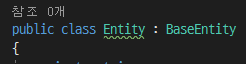 참조 0개
public class Entity : BaseEntity
{